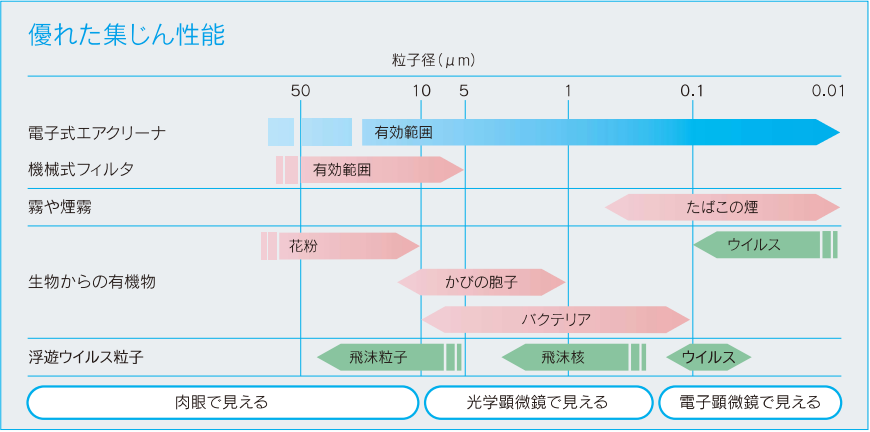 優れた集じん性能
粒子径(μm)
50 10 5 1 0.1 0.01
電子式エアクリーナ 有効範囲
機械式フィルタ 有効範囲
霧や煙霧 たばこの煙
花粉 ウイルス
生物からの有機物 かびの胞子
バクテリア
浮遊ウイルス粒子 飛沫粒子 飛沫核 ウイルス
肉眼で見える 光学顕微鏡で見える 電子顕微鏡で見える